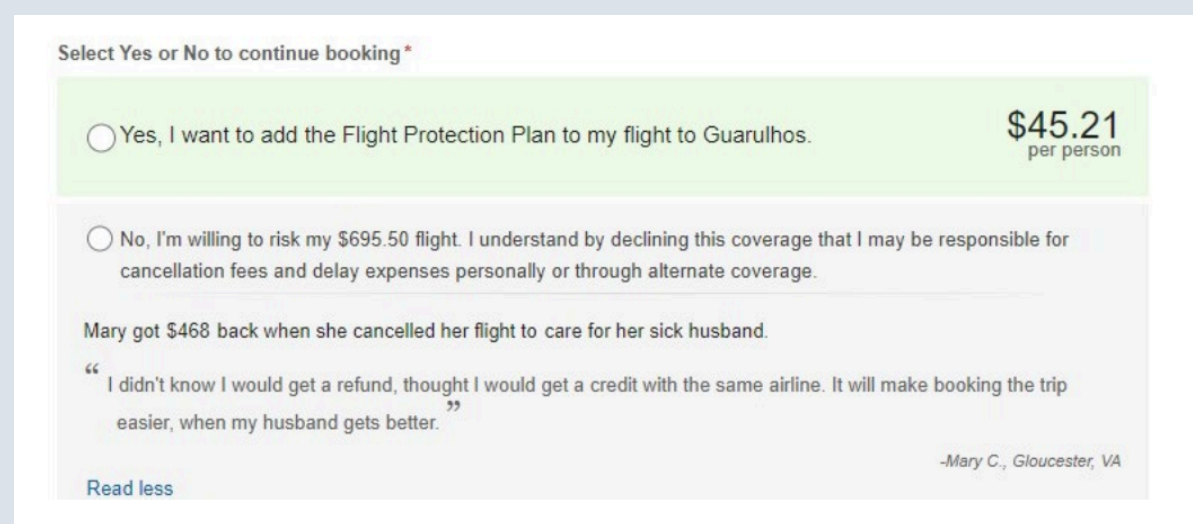 Select Yes or No to continue booking*
Yes, I want to add the Flight Protection Plan to my flight to Guarulhos.
$45.21
per person
No, I'm willing to risk my $695.50 flight. I understand by declining this coverage that I may be responsible for
cancellation fees and delay expenses personally or through alternate coverage.
Mary got $468 back when she cancelled her flight to care for her sick husband.
“ I didn't know I would get a refund, thought I would get a credit with the same airline. It will make booking the trip
easier, when my husband gets better. ”
-Mary C., Gloucester, VA
Read less